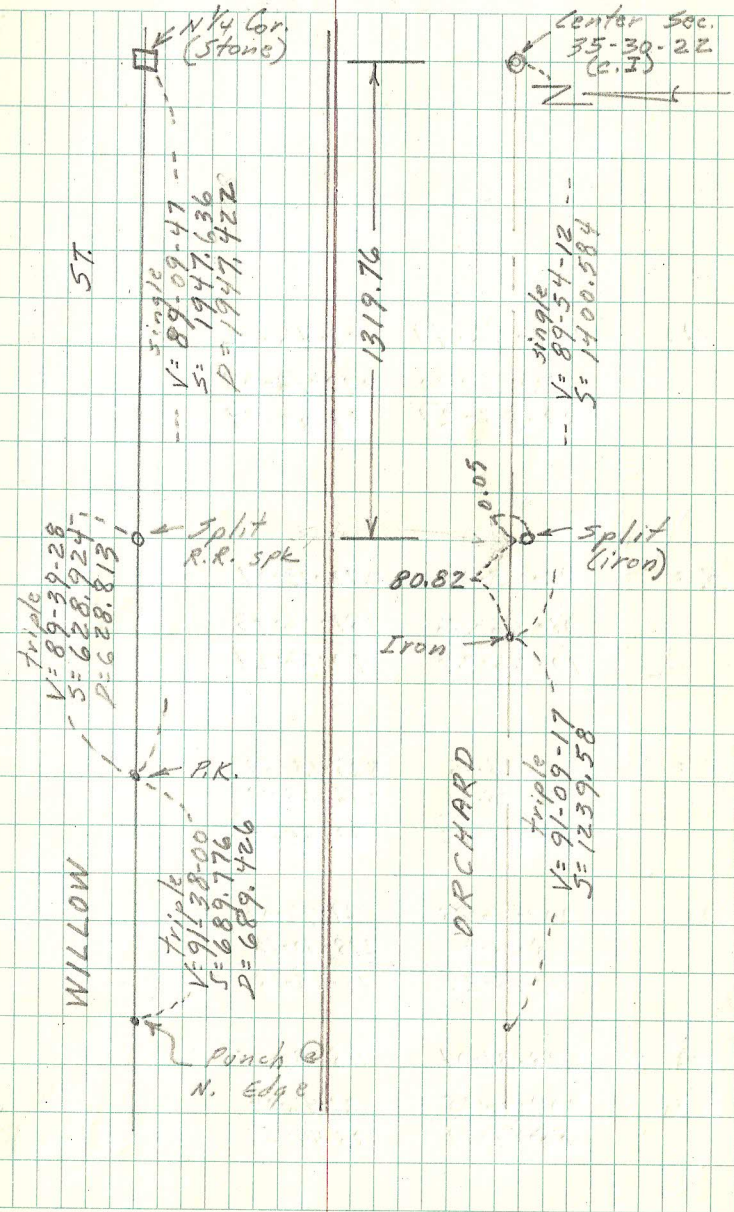 N 1/4 Cor.
(Stone)
ST.
single
V= 89-09-47
S= 1947.636
D= 1947.422
Split
R.R. spk
triple
V= 89-39-28
S= 628.924
D= 628.813
P.K.
WILLOW
triple
V= 91-38-00
S= 689.776
D= 689.426
Punch @
N. Edge
Center Sec.
35-30-22
(C.I)
N
1319.76
single
V= 89-54-12
S= 1400.584
0.05
Split
(iron)
80.82
Iron
ORCHARD
triple
V= 91-09-17
S= 1239.58